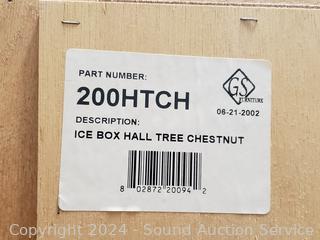 PART NUMBER:
200HTCH
GS
FURNITURE
06-21-2002
DESCRIPTION:
ICE BOX HALL TREE CHESTNUT
8 02872 20094 2
Copyright 2024 - Sound Auction Service